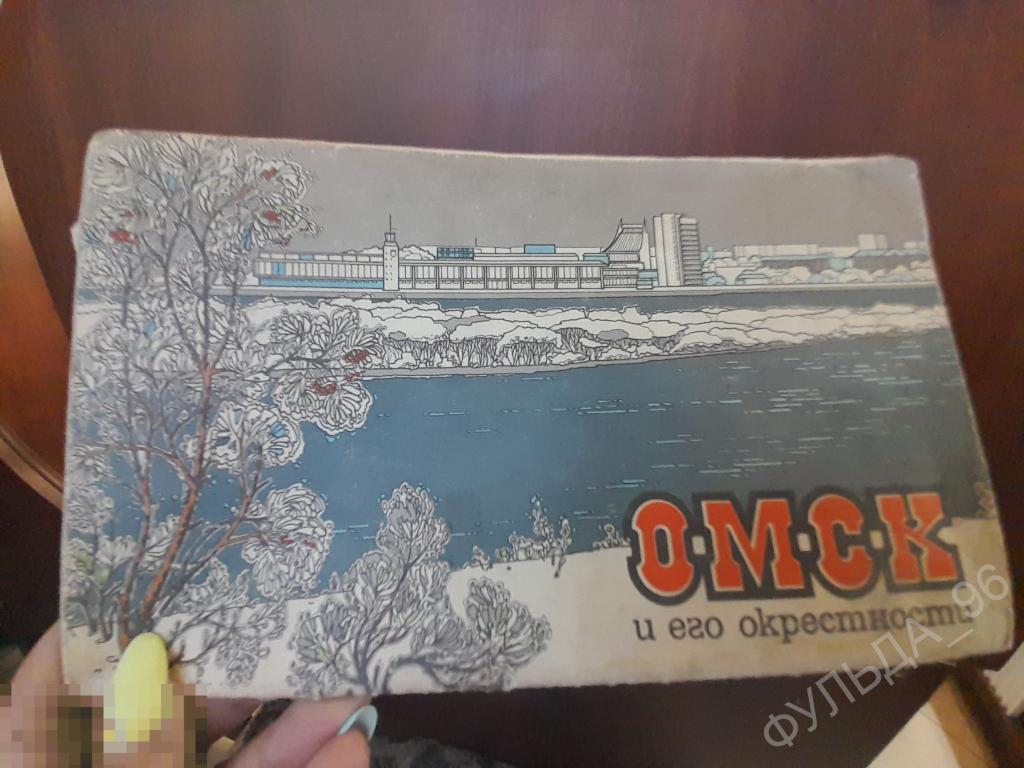 О·М·С·К
и его окрестности
ФУЛЬДА_96